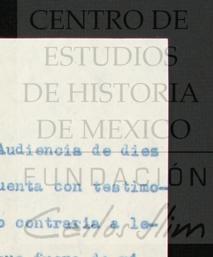 CENTRO DE
ESTUDIOS
DE HISTORIA
DE MEXICO
Audiencia de dies
FUNDACIÓN
uenta con testimo-
Carlos Slim
o contraria a le-